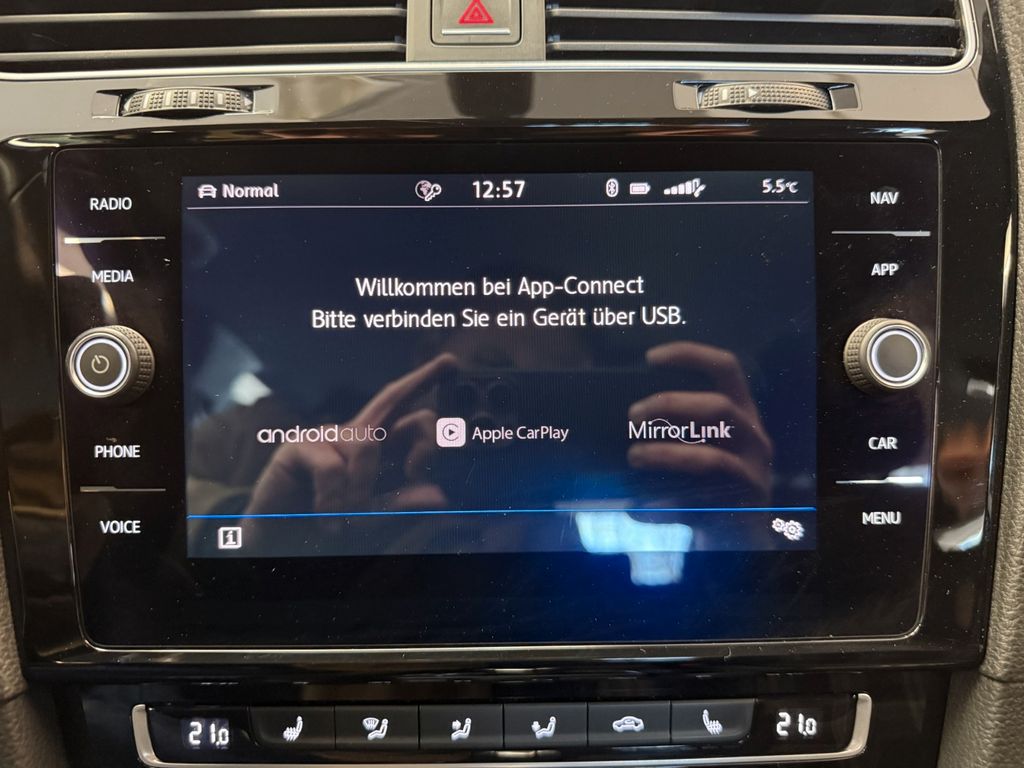 Normal
12:57
5.5°C
RADIO
MEDIA
PHONE
VOICE
Willkommen bei App-Connect
Bitte verbinden Sie ein Gerät über USB.
androidauto
Apple CarPlay
MirrorLink
NAV
APP
CAR
MENU
21.0
21.0